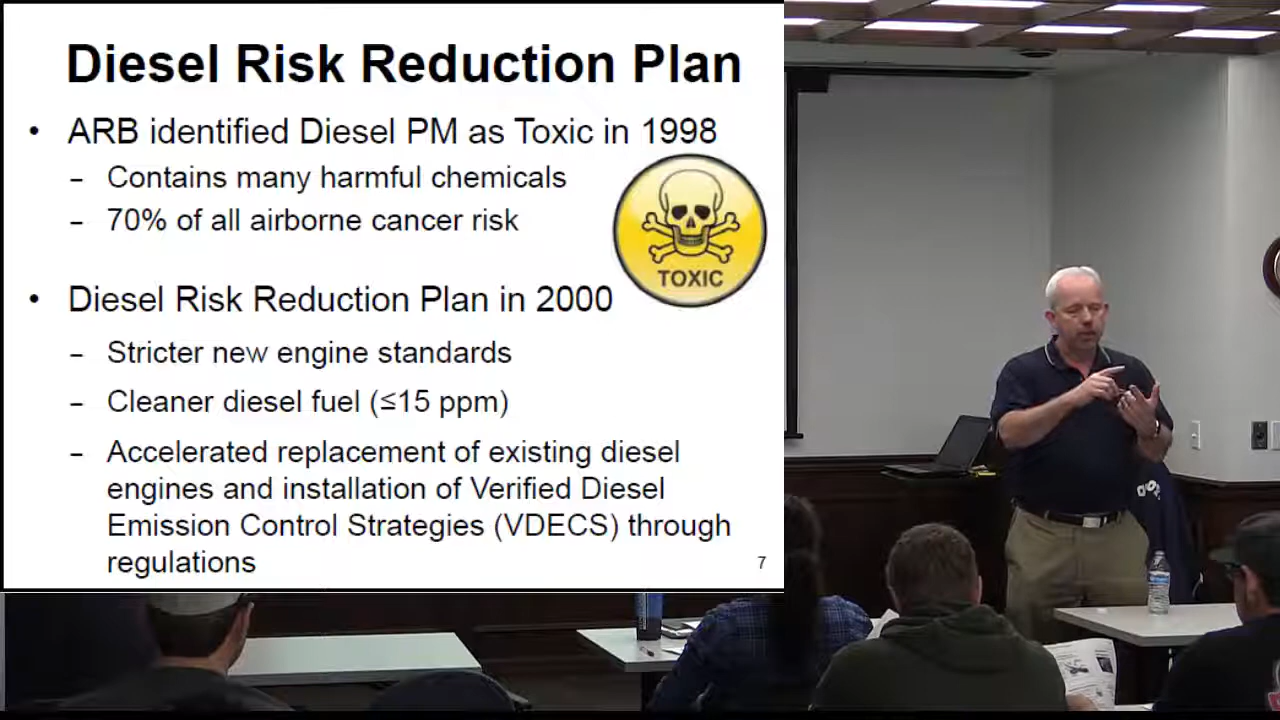 Diesel Risk Reduction Plan
• ARB identified Diesel PM as Toxic in 1998
- Contains many harmful chemicals
- 70% of all airborne cancer risk
TOXIC
• Diesel Risk Reduction Plan in 2000
- Stricter new engine standards
- Cleaner diesel fuel (≤15 ppm)
- Accelerated replacement of existing diesel
engines and installation of Verified Diesel
Emission Control Strategies (VDECS) through
regulations
7